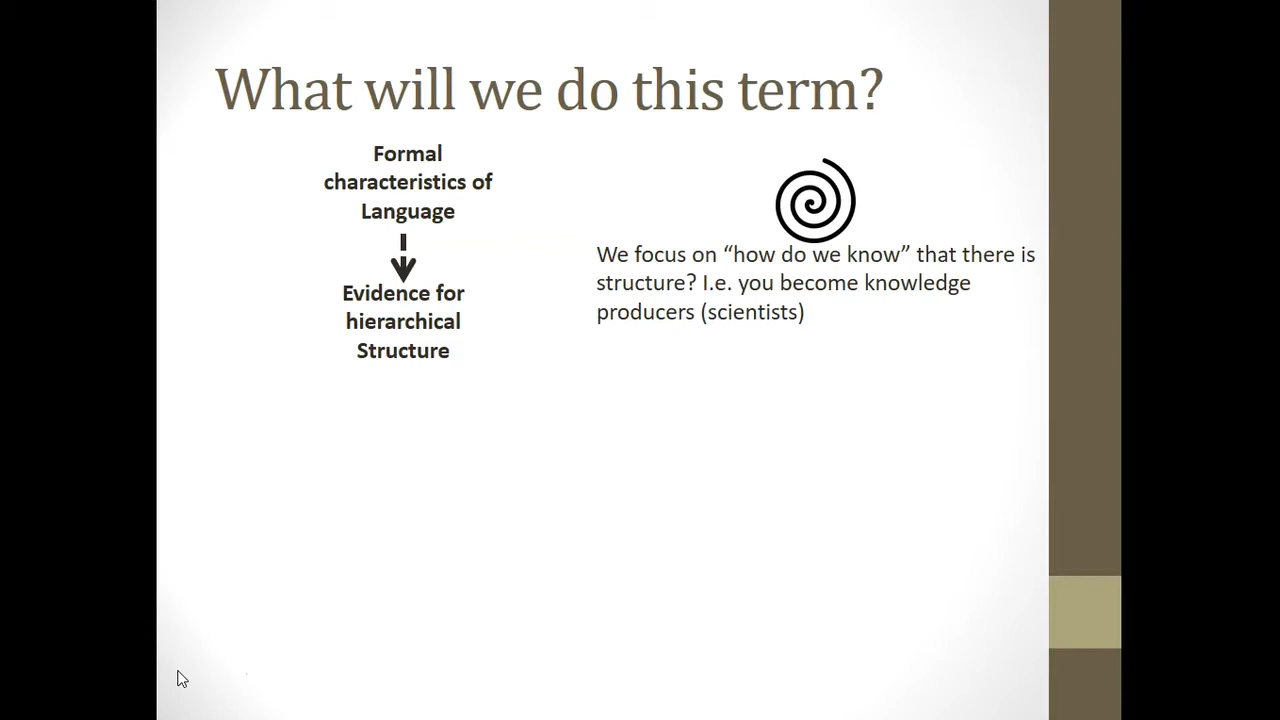 What will we do this term?
Formal
characteristics of
Language
Evidence for
hierarchical
Structure
We focus on “how do we know” that there is
structure? I.e. you become knowledge
producers (scientists)